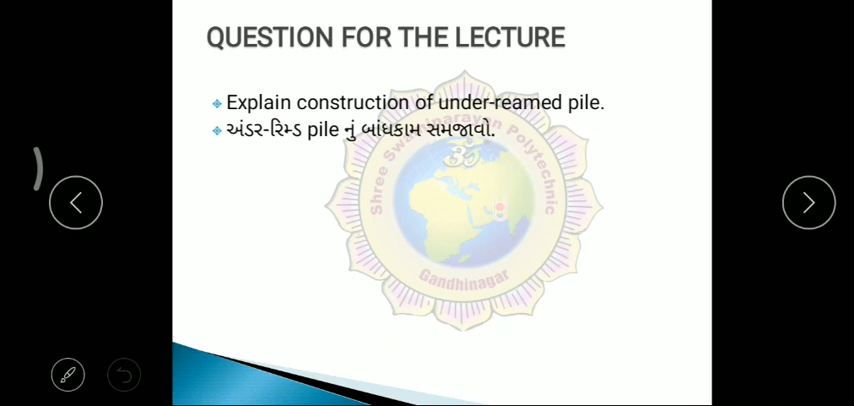 QUESTION FOR THE LECTURE
Explain construction of under-reamed pile.
અંડર-રિમ્ડ pile નું બાંધકામ સમજાવો.
Shree Swaminarayan Polytechnic
ૐ
Gandhinagar